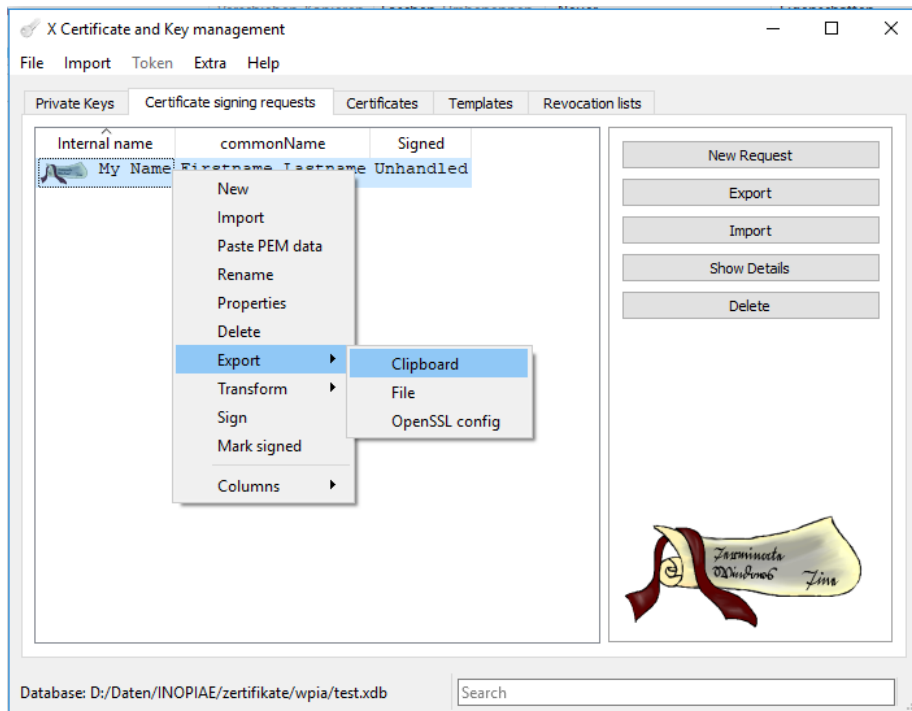 X Certificate and Key management
File Import Token Extra Help
Private Keys Certificate signing requests Certificates Templates Revocation lists
Internal name commonName Signed
My Name Firstname Lastname Unhandled
New
Import
Paste PEM data
Rename
Properties
Delete
Export
Transform
Sign
Mark signed
Columns
Clipboard
File
OpenSSL config
New Request
Export
Import
Show Details
Delete
Windows
Database: D:/Daten/INOPIAE/zertifikate/wpia/test.xdb
Search